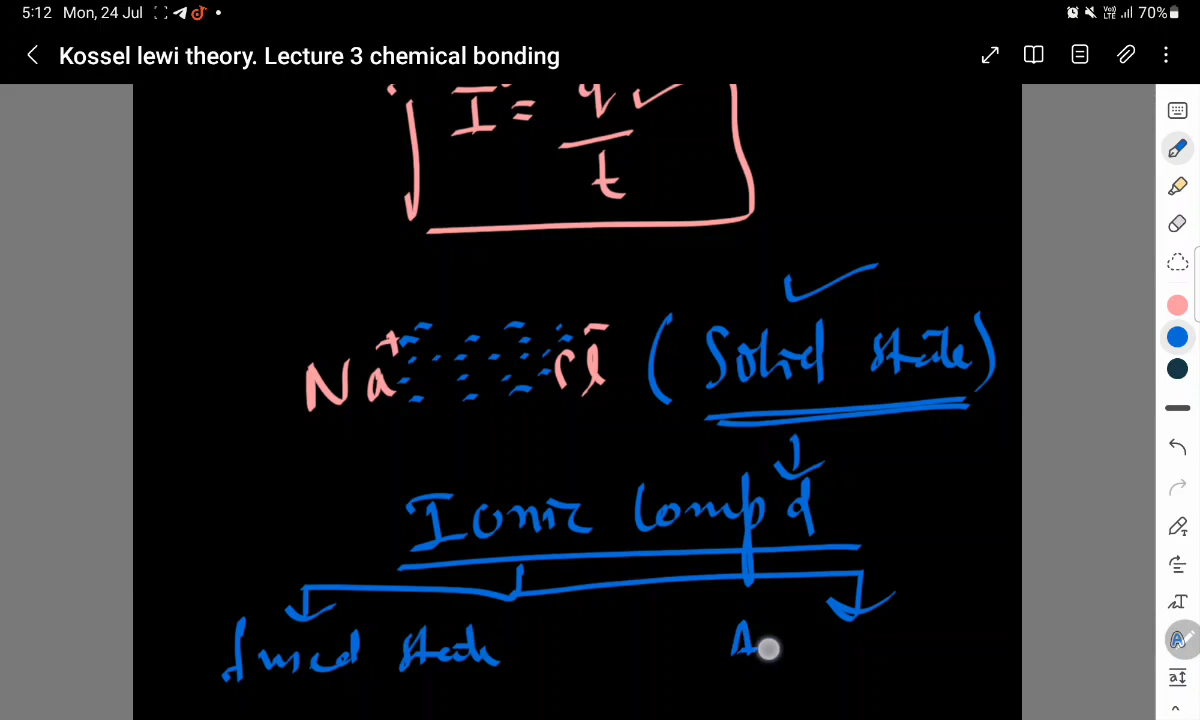 5:12 Mon, 24 Jul
70%
Kossel lewi theory. Lecture 3 chemical bonding
I = q
t
Na+ Cl- (Solid state)
Ionic Compd
fused state A